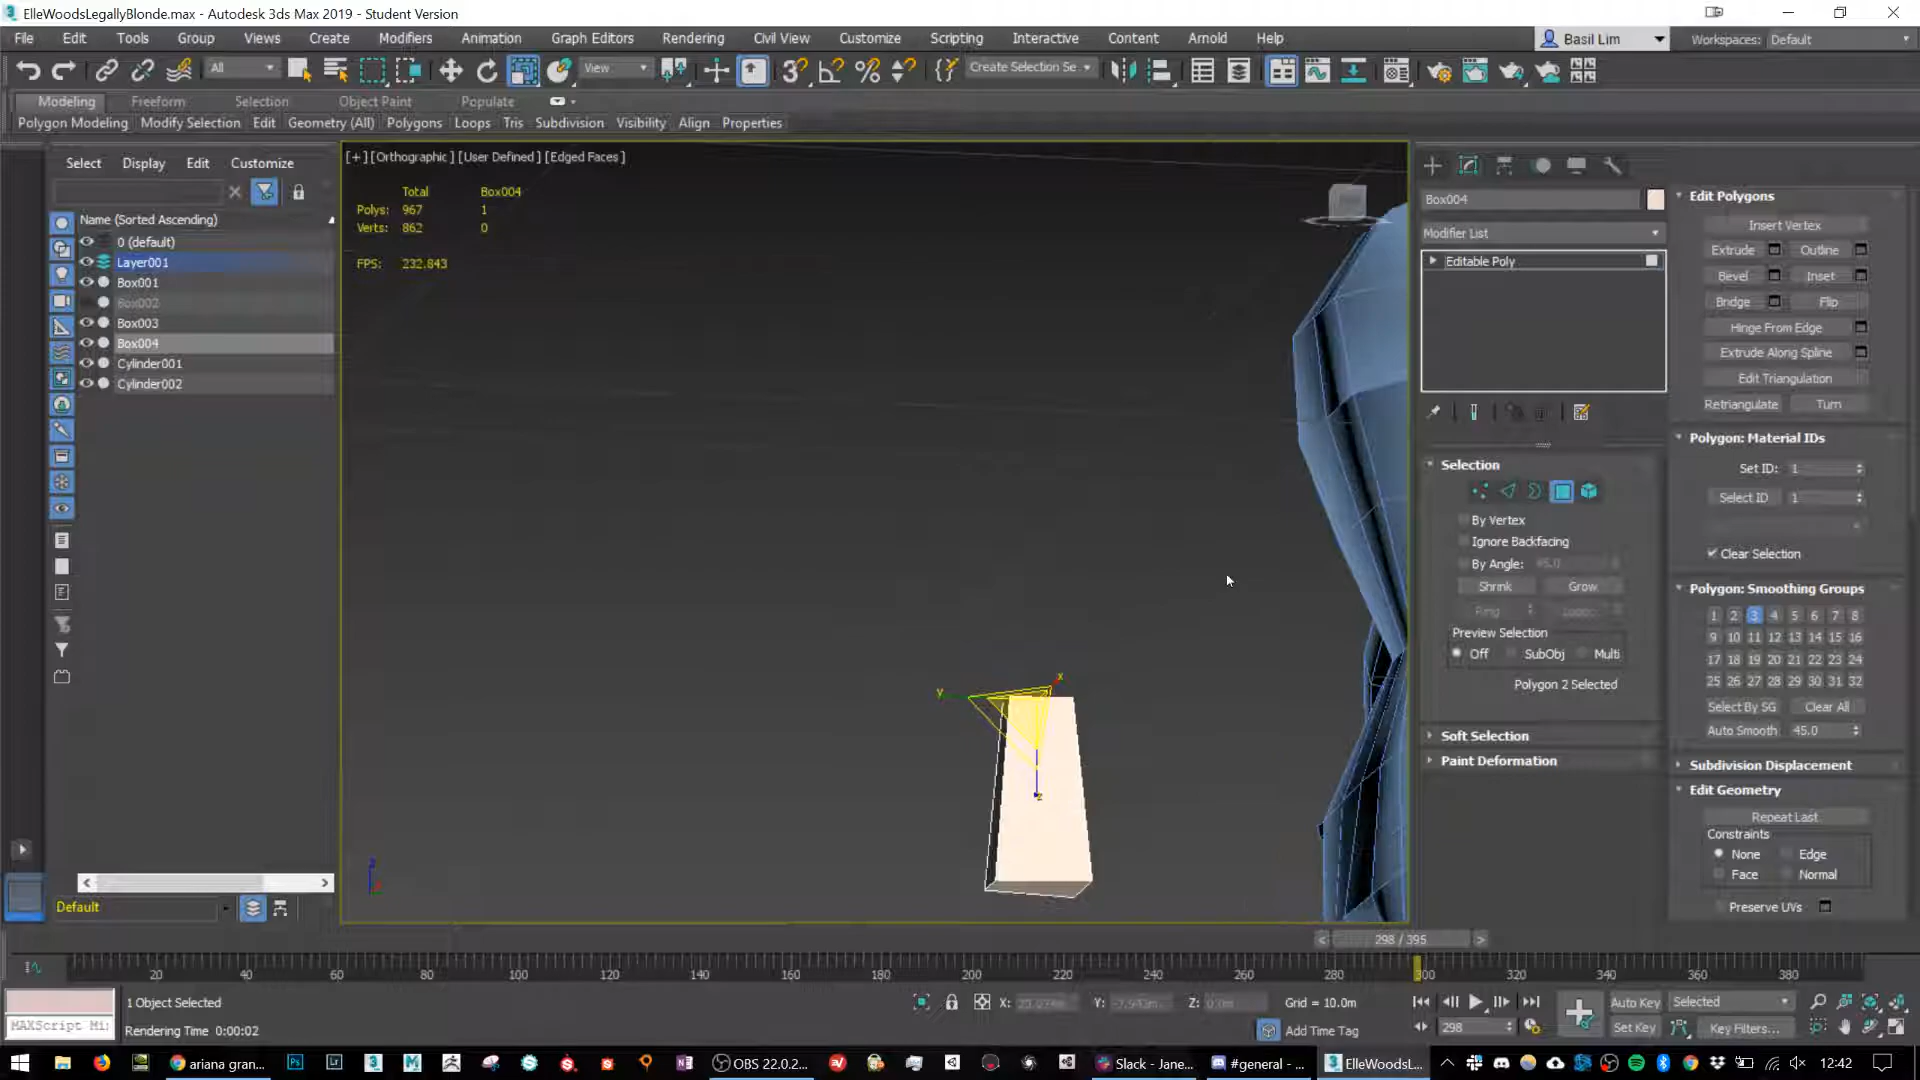 ElleWoodsLegallyBlonde.max - Autodesk 3ds Max 2019 - Student Version
File Edit Tools Group Views Create Modifiers Animation Graph Editors Rendering Civil View Customize Scripting Interactive Content Arnold Help
Basil Lim
Workspaces: Default
All
View
Create Selection Se
Modeling Freeform Selection Object Paint Populate
Polygon Modeling Modify Selection Edit Geometry (All) Polygons Loops Tris Subdivision Visibility Align Properties
Select Display Edit Customize
Name (Sorted Ascending)
0 (default)
Layer001
Box001
Box002
Box003
Box004
Cylinder001
Cylinder002
Default
[+] [Orthographic] [User Defined] [Edged Faces]
Total Box004
Polys: 967 1
Verts: 862 0
FPS: 232.843
x
y
z
Box004
Modifier List
Editable Poly
Selection
By Vertex
Ignore Backfacing
By Angle: 45.0
Shrink Grow
Ring Loop
Preview Selection
Off SubObj Multi
Polygon 2 Selected
Soft Selection
Paint Deformation
Edit Polygons
Insert Vertex
Extrude Outline
Bevel Inset
Bridge Flip
Hinge From Edge
Extrude Along Spline
Edit Triangulation
Retriangulate Turn
Polygon: Material IDs
Set ID: 1
Select ID 1
Clear Selection
Polygon: Smoothing Groups
1 2 3 4 5 6 7 8
9 10 11 12 13 14 15 16
17 18 19 20 21 22 23 24
25 26 27 28 29 30 31 32
Select By SG Clear All
Auto Smooth 45.0
Subdivision Displacement
Edit Geometry
Repeat Last
Constraints
None Edge
Face Normal
Preserve UVs
< 298 / 395 >
20 40 60 80 100 120 140 160 180 200 220 240 260 280 300 320 340 360 380
MAXScript Mi:
1 Object Selected
Rendering Time 0:00:02
X: Y: Z: Grid = 10.0m
Add Time Tag
298
Auto Key Selected
Set Key Key Filters...
ariana gran... OBS 22.0.2... Slack - Jane... #general - ... ElleWoodsL...
12:42